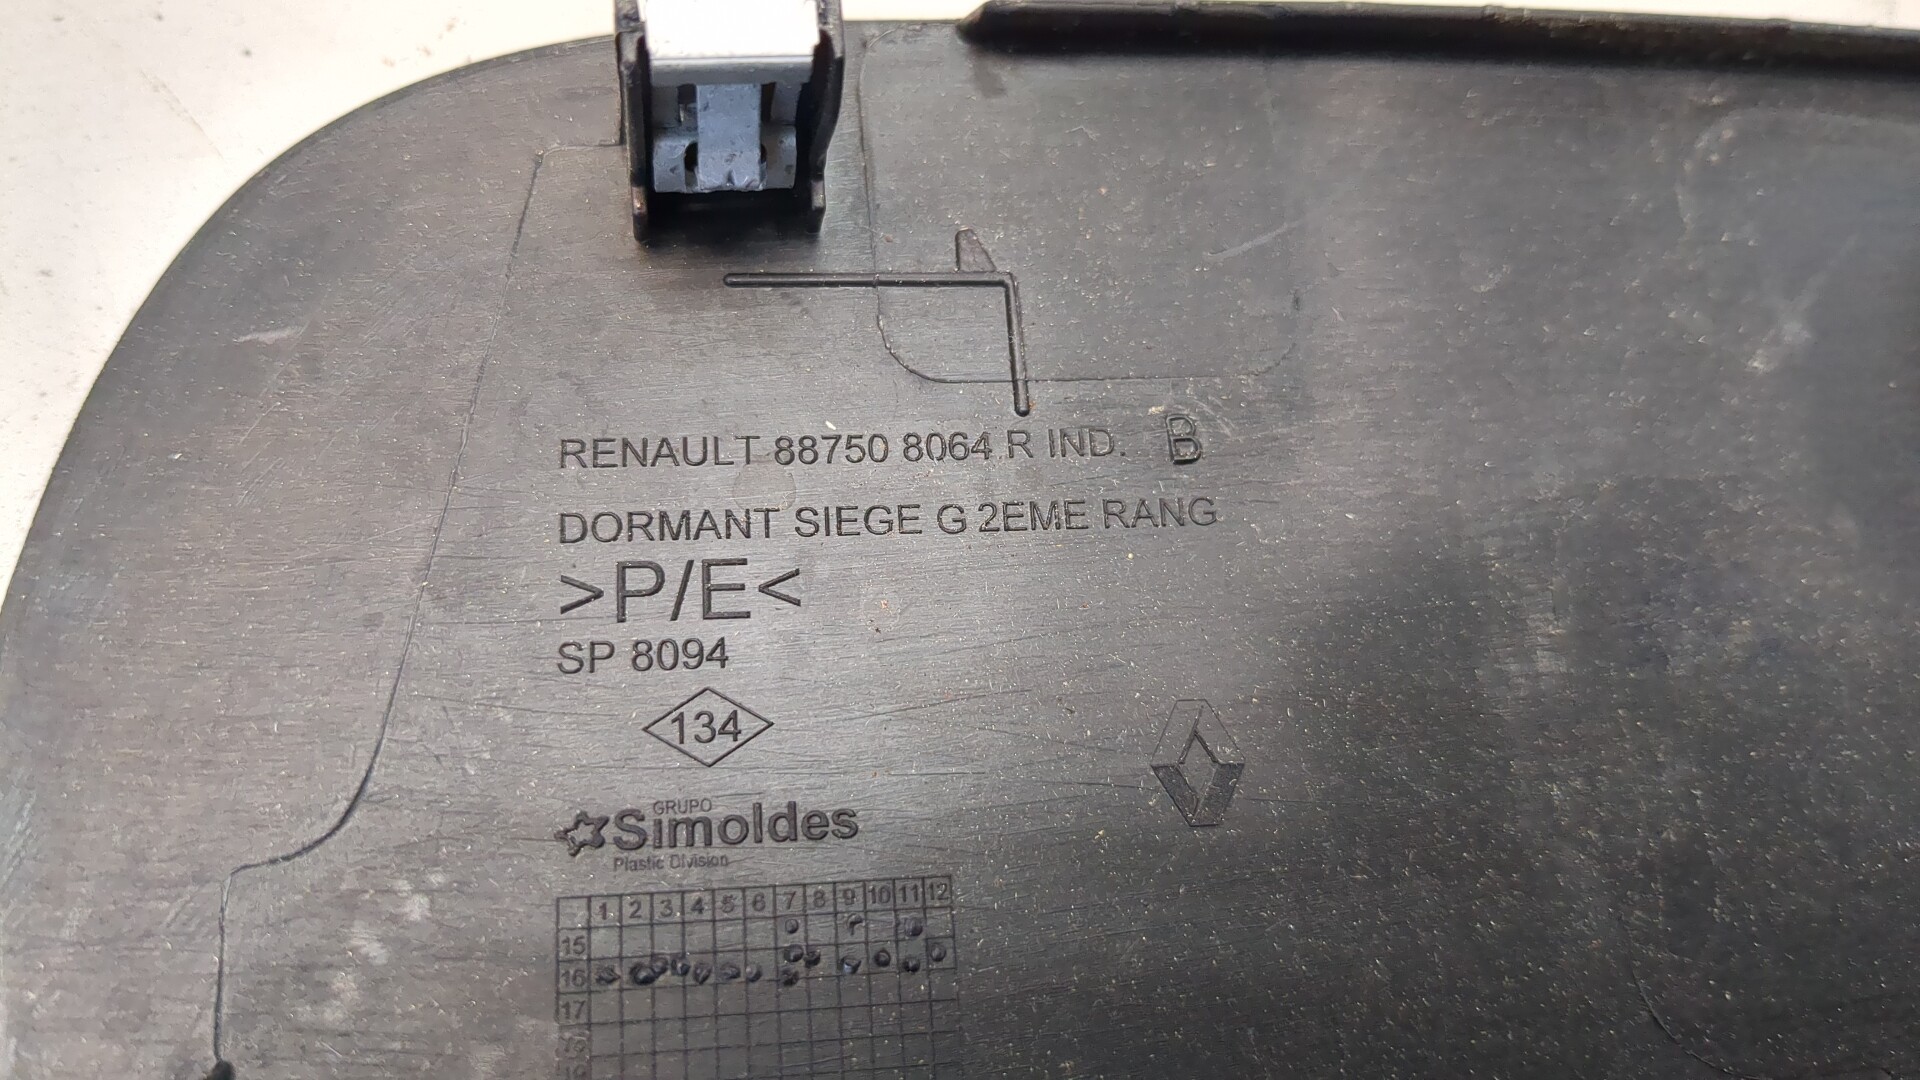 RENAULT 88750 8064 R IND. B
DORMANT SIEGE G 2EME RANG
>P/E<
SP 8094
134
GRUPO
Simoldes
Plastic Division
1 2 3 4 5 6 7 8 9 10 11 12
15
16
17